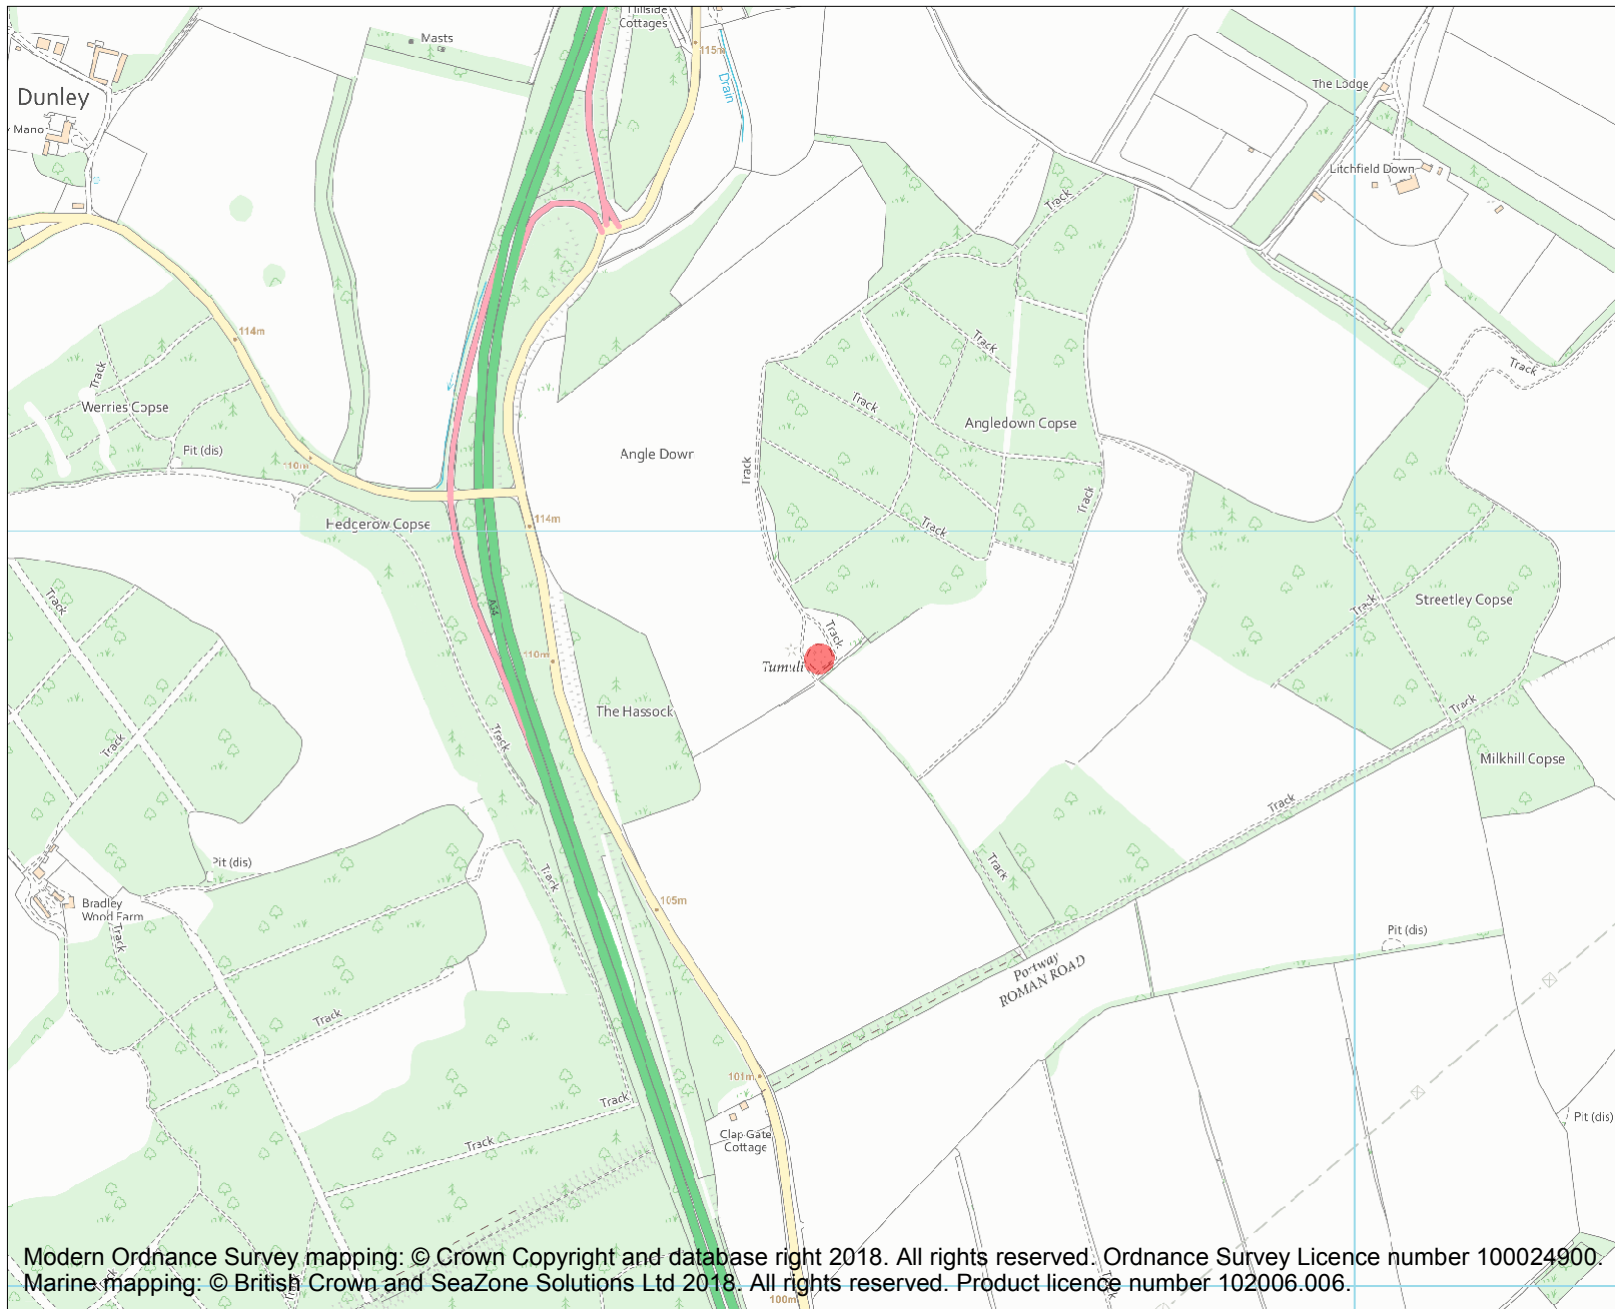 Hillside
Cottages
Masts
115m
Drain
Dunley
The Lodge
Litchfield Down
Track
114m
Track
Track
Track
Werries Copse
Track
Angledown Copse
Pit (dis)
Angle Down
Track
110m
Track
Hedgerow Copse
114m
Track
Track
A34
Track
Streetley Copse
Track
110m
Tumuli
The Hassock
Track
Track
Track
Milkhill Copse
Track
Pit (dis)
Track
Track
Bradley
Wood Farm
105m
Track
Pit (dis)
Portway
ROMAN ROAD
Track
101m
Track
Pit (dis)
Clap Gate
Cottage
Track
Modern Ordnance Survey mapping: © Crown Copyright and database right 2018. All rights reserved. Ordnance Survey Licence number 100024900.
Track
Track
Marine mapping: © British Crown and SeaZone Solutions Ltd 2018. All rights reserved. Product licence number 102006.006.
100m